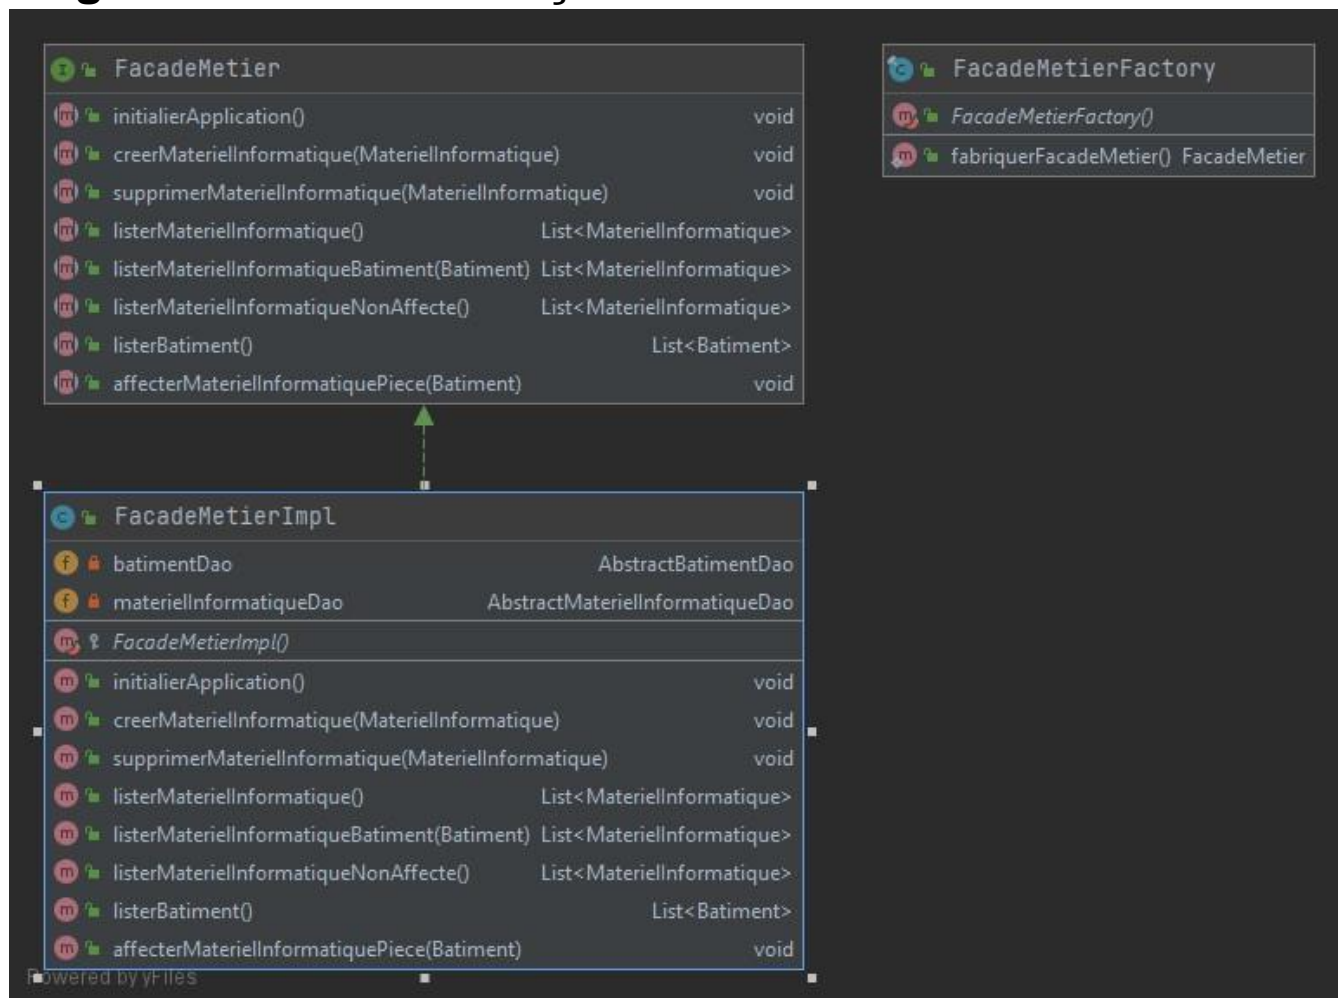 FacadeMetier
initialierApplication() void
creerMaterielInformatique(MaterielInformatique) void
supprimerMaterielInformatique(MaterielInformatique) void
listerMaterielInformatique() List<MaterielInformatique>
listerMaterielInformatiqueBatiment(Batiment) List<MaterielInformatique>
listerMaterielInformatiqueNonAffecte() List<MaterielInformatique>
listerBatiment() List<Batiment>
affecterMaterielInformatiquePiece(Batiment) void
FacadeMetierFactory
FacadeMetierFactory()
fabriquerFacadeMetier() FacadeMetier
FacadeMetierImpl
batimentDao AbstractBatimentDao
materielInformatiqueDao AbstractMaterielInformatiqueDao
FacadeMetierImpl()
initialierApplication() void
creerMaterielInformatique(MaterielInformatique) void
supprimerMaterielInformatique(MaterielInformatique) void
listerMaterielInformatique() List<MaterielInformatique>
listerMaterielInformatiqueBatiment(Batiment) List<MaterielInformatique>
listerMaterielInformatiqueNonAffecte() List<MaterielInformatique>
listerBatiment() List<Batiment>
affecterMaterielInformatiquePiece(Batiment) void
Powered by yFiles